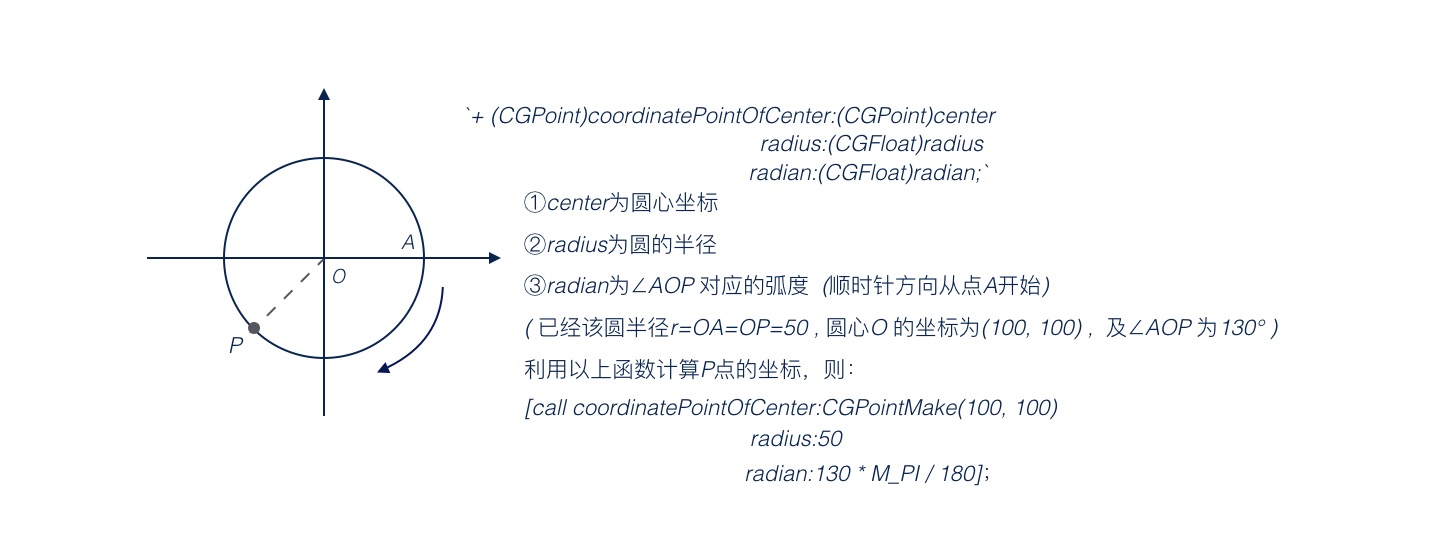 `+ (CGPoint)coordinatePointOfCenter:(CGPoint)center
radius:(CGFloat)radius
radian:(CGFloat)radian;`
①center为圆心坐标
②radius为圆的半径
③radian为∠AOP 对应的弧度 (顺时针方向从点A开始)
( 已经该圆半径r=OA=OP=50 , 圆心O 的坐标为(100, 100) , 及∠AOP 为130° )
利用以上函数计算P点的坐标，则：
[call coordinatePointOfCenter:CGPointMake(100, 100)
radius:50
radian:130 * M_PI / 180];
A
O
P